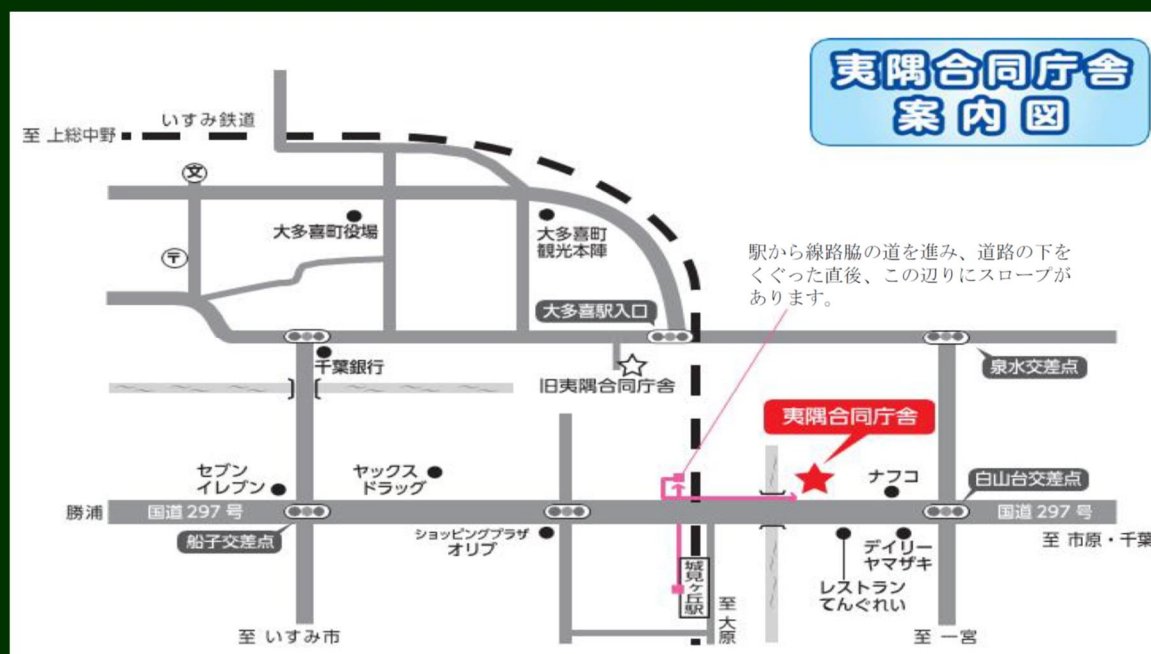 夷隅合同庁舎
案内図
いすみ鉄道
至 上総中野
文
大多喜町役場
大多喜町
観光本陣
〒
駅から線路脇の道を進み、道路の下を
くぐった直後、この辺りにスロープが
あります。
大多喜駅入口
千葉銀行
旧夷隅合同庁舎
泉水交差点
夷隅合同庁舎
セブン
イレブン
ヤックス
ドラッグ
ナフコ
白山台交差点
勝浦
国道 297 号
国道 297 号
船子交差点
ショッピングプラザ
オリブ
城見ヶ丘駅
至 大原
レストラン
てんぐれい
デイリー
ヤマザキ
至 市原・千葉
至 いすみ市
至 一宮